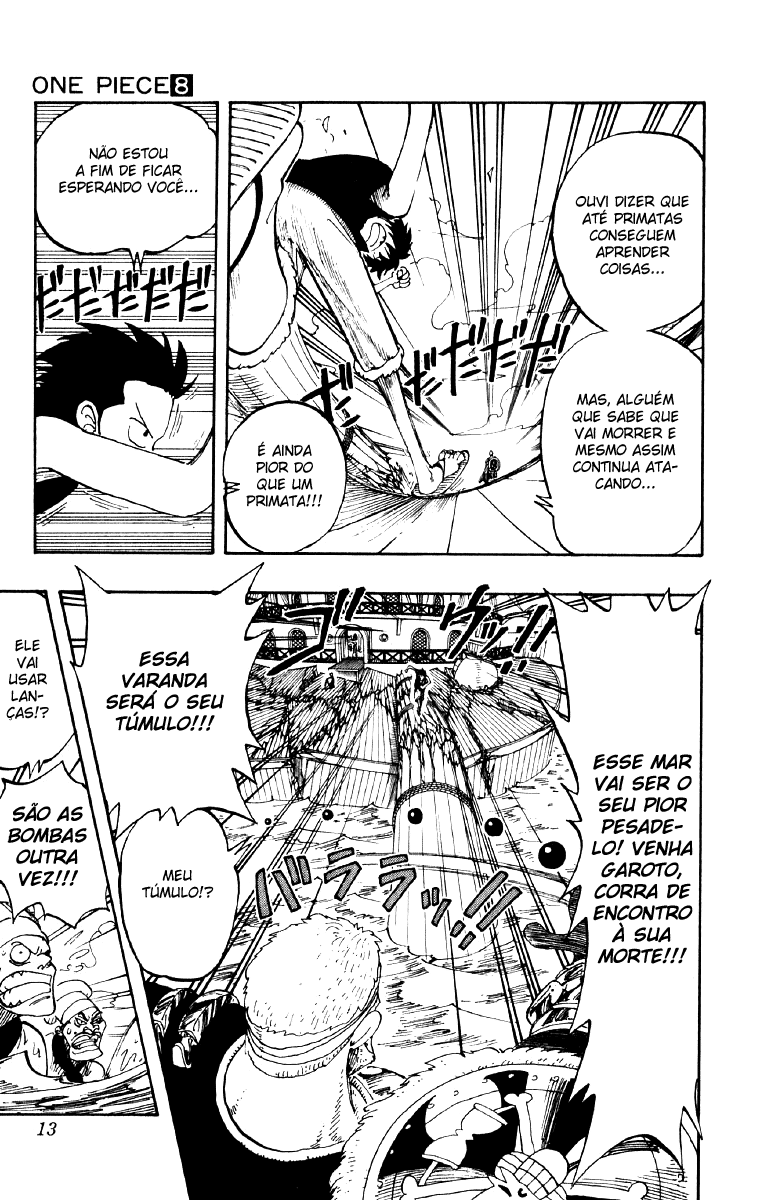 ONE PIECE 8
OUVI DIZER QUE
ATÉ PRIMATAS
CONSEGUEM
APRENDER
COISAS...
MAS, ALGUÉM
QUE SABE QUE
VAI MORRER E
MESMO ASSIM
CONTINUA ATA-
CANDO...
É AINDA
PIOR DO
QUE UM
PRIMATA!!!
NÃO ESTOU
A FIM DE FICAR
ESPERANDO VOCÊ...
ダダダダダッ
ダダダダダッ
ESSE MAR
VAI SER O
SEU PIOR
PESADE-
LO! VENHA
GAROTO,
CORRA DE
ENCONTRO
À SUA
MORTE!!!
ESSA
VARANDA
SERÁ O SEU
TÚMULO!!!
MEU
TÚMULO!?
ELE
VAI
USAR
LAN-
ÇAS!?
SÃO AS
BOMBAS
OUTRA
VEZ!!!
13